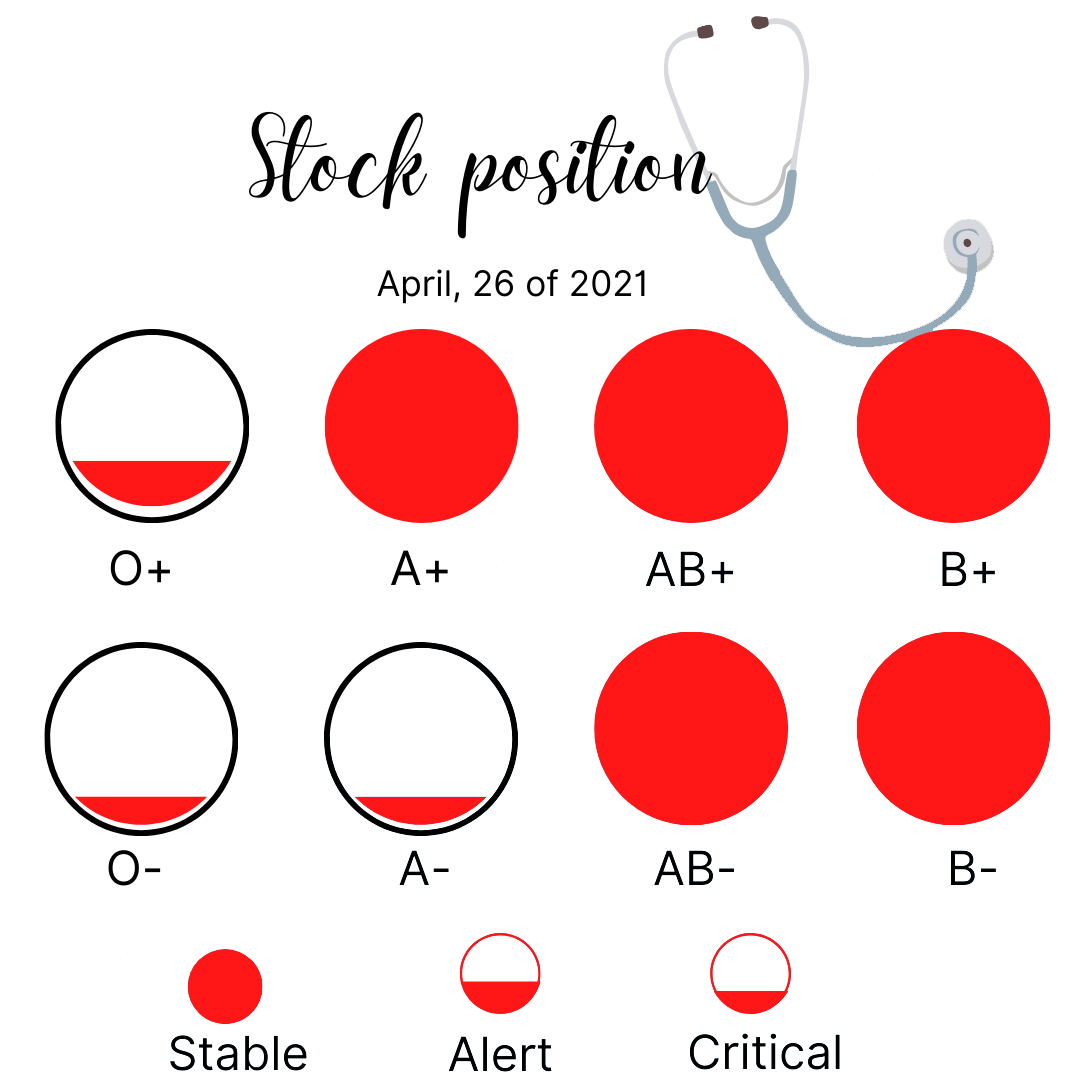 Stock position
April, 26 of 2021
O+ A+ AB+ B+
O- A- AB- B-
Stable Alert Critical